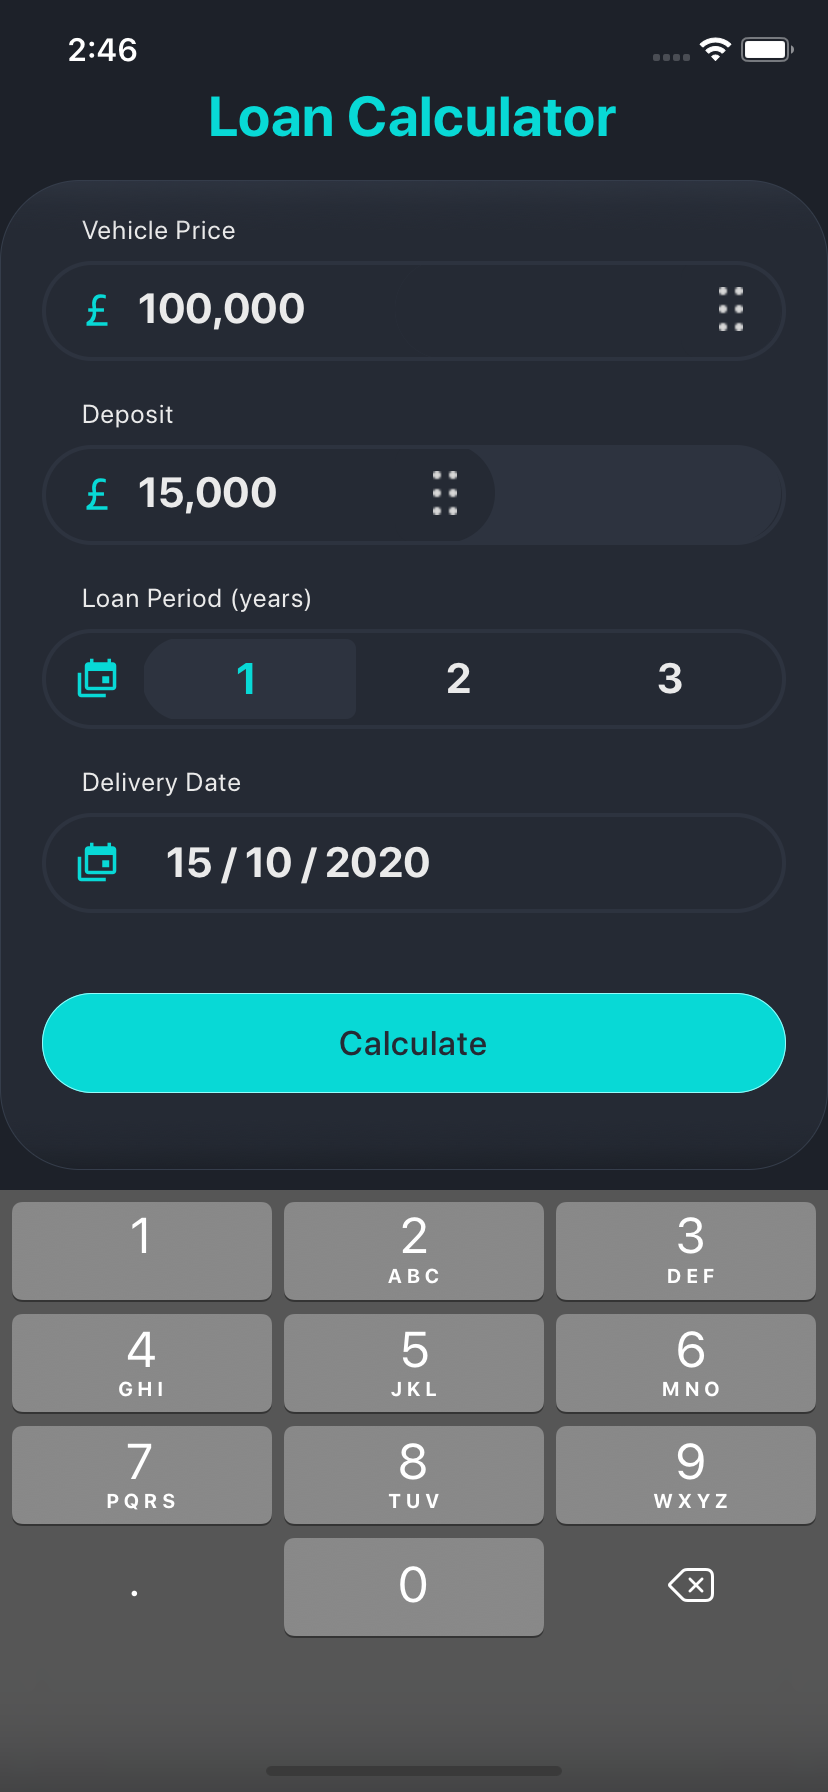 2:46
Loan Calculator
Vehicle Price
£ 100,000
Deposit
£ 15,000
Loan Period (years)
1 2 3
Delivery Date
15 / 10 / 2020
Calculate
1 2 3
ABC DEF
4 5 6
GHI JKL MNO
7 8 9
PQRS TUV WXYZ
. 0